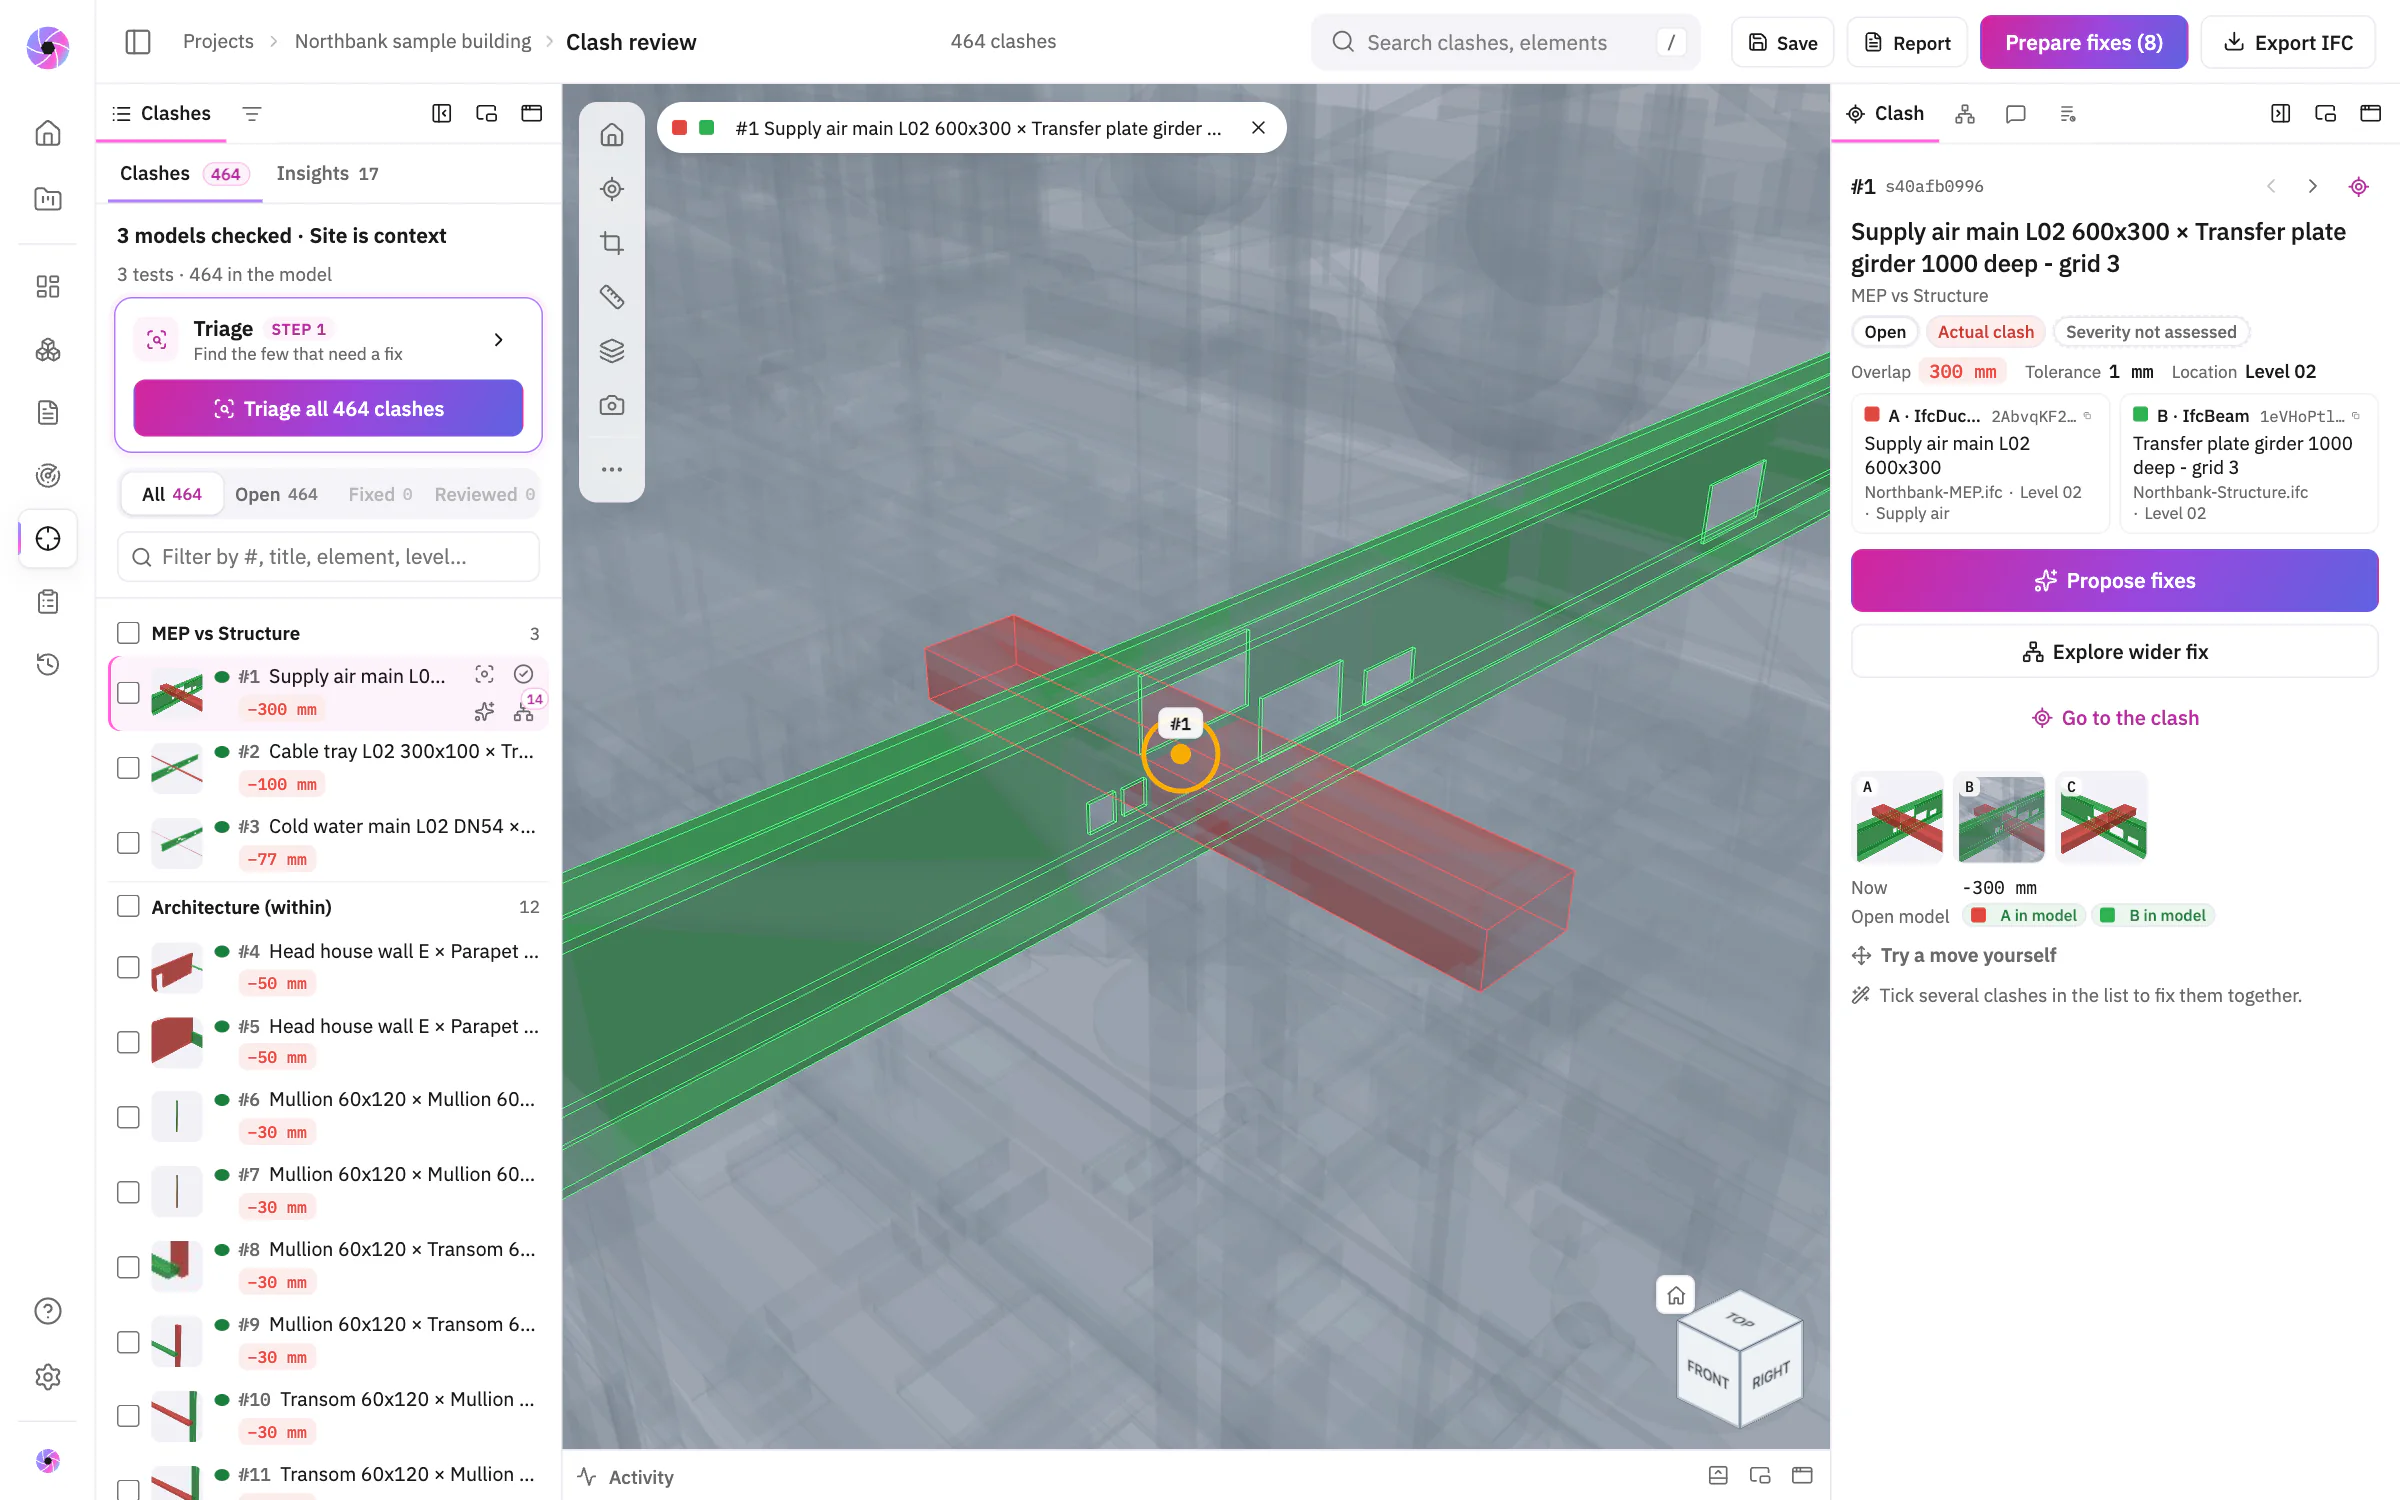 Projects > Northbank sample building > Clash review
464 clashes
Search clashes, elements /
Save
Report
Prepare fixes (8)
Export IFC
Clashes
Clashes 464
Insights 17
3 models checked · Site is context
3 tests · 464 in the model
Triage STEP 1
Find the few that need a fix
Triage all 464 clashes
All 464
Open 464
Fixed 0
Reviewed 0
Filter by #, title, element, level...
MEP vs Structure 3
#1 Supply air main L0...
−300 mm
14
#2 Cable tray L02 300x100 × Tr...
−100 mm
#3 Cold water main L02 DN54 ×...
−77 mm
Architecture (within) 12
#4 Head house wall E × Parapet ...
−50 mm
#5 Head house wall E × Parapet ...
−50 mm
#6 Mullion 60x120 × Mullion 60...
−30 mm
#7 Mullion 60x120 × Mullion 60...
−30 mm
#8 Mullion 60x120 × Transom 6...
−30 mm
#9 Mullion 60x120 × Transom 6...
−30 mm
#10 Transom 60x120 × Mullion ...
−30 mm
#11 Transom 60x120 × Mullion ...
#1 Supply air main L02 600x300 × Transfer plate girder ...
#1
TOP
FRONT
RIGHT
Activity
Clash
#1 s40afb0996
Supply air main L02 600x300 × Transfer plate
girder 1000 deep - grid 3
MEP vs Structure
Open
Actual clash
Severity not assessed
Overlap 300 mm Tolerance 1 mm Location Level 02
A · IfcDuc... 2AbvqKF2...
Supply air main L02
600x300
Northbank-MEP.ifc · Level 02
· Supply air
B · IfcBeam 1eVHoPtl...
Transfer plate girder 1000
deep - grid 3
Northbank-Structure.ifc
· Level 02
Propose fixes
Explore wider fix
Go to the clash
A
B
C
Now -300 mm
Open model A in model B in model
Try a move yourself
Tick several clashes in the list to fix them together.